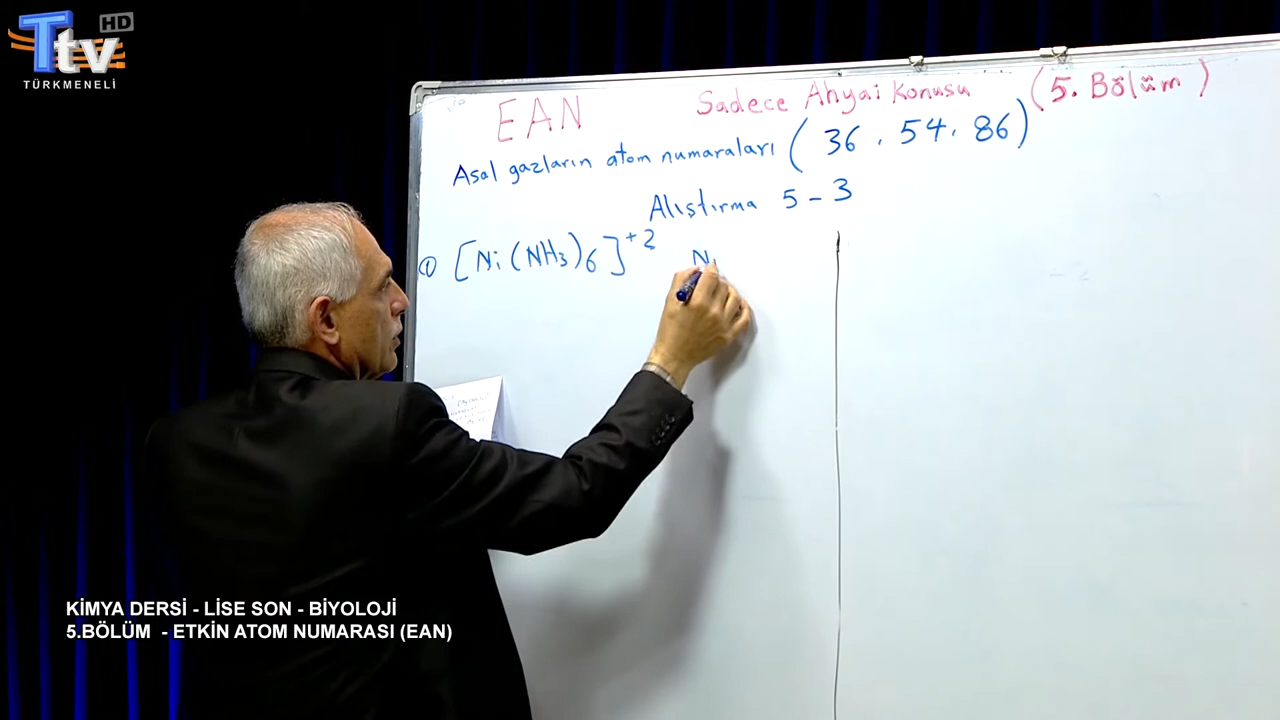 Ttv HD
TÜRKMENELİ
EAN Sadece Ahyai Konusu (5. Bölüm)
Asal gazların atom numaraları (36, 54, 86)
Alıştırma 5-3
① [Ni(NH₃)₆]⁺² Ni
KİMYA DERSİ - LİSE SON - BİYOLOJİ
5.BÖLÜM - ETKİN ATOM NUMARASI (EAN)